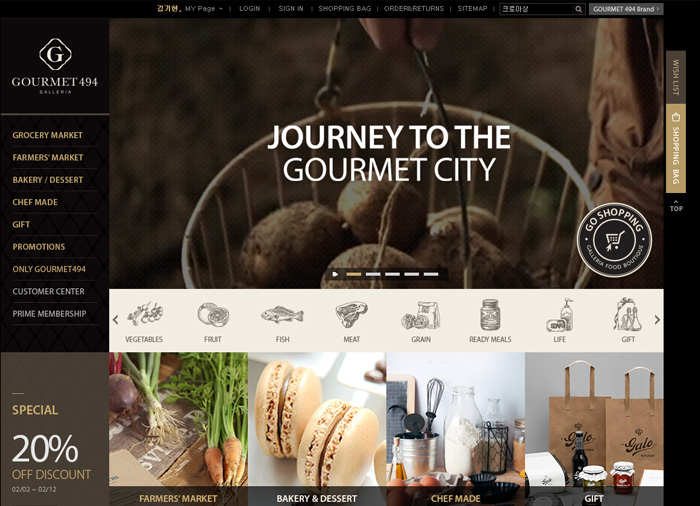 김기현, MY Page
LOGIN
SIGN IN
SHOPPING BAG
ORDER&RETURNS
SITEMAP
크로아상
GOURMET 494 Brand
G
GOURMET 494
GALLERIA
GROCERY MARKET
FARMERS' MARKET
BAKERY / DESSERT
CHEF MADE
GIFT
PROMOTIONS
ONLY GOURMET494
CUSTOMER CENTER
PRIME MEMBERSHIP
JOURNEY TO THE
GOURMET CITY
GO SHOPPING
GALLERIA FOOD BOUTIQUE
WISH LIST
SHOPPING BAG
TOP
VEGETABLES
FRUIT
FISH
MEAT
GRAIN
READY MEALS
LIFE
GIFT
SPECIAL
20%
OFF DISCOUNT
02/02 ~ 02/12
Galo
Galo
FARMERS' MARKET
BAKERY & DESSERT
CHEF MADE
GIFT